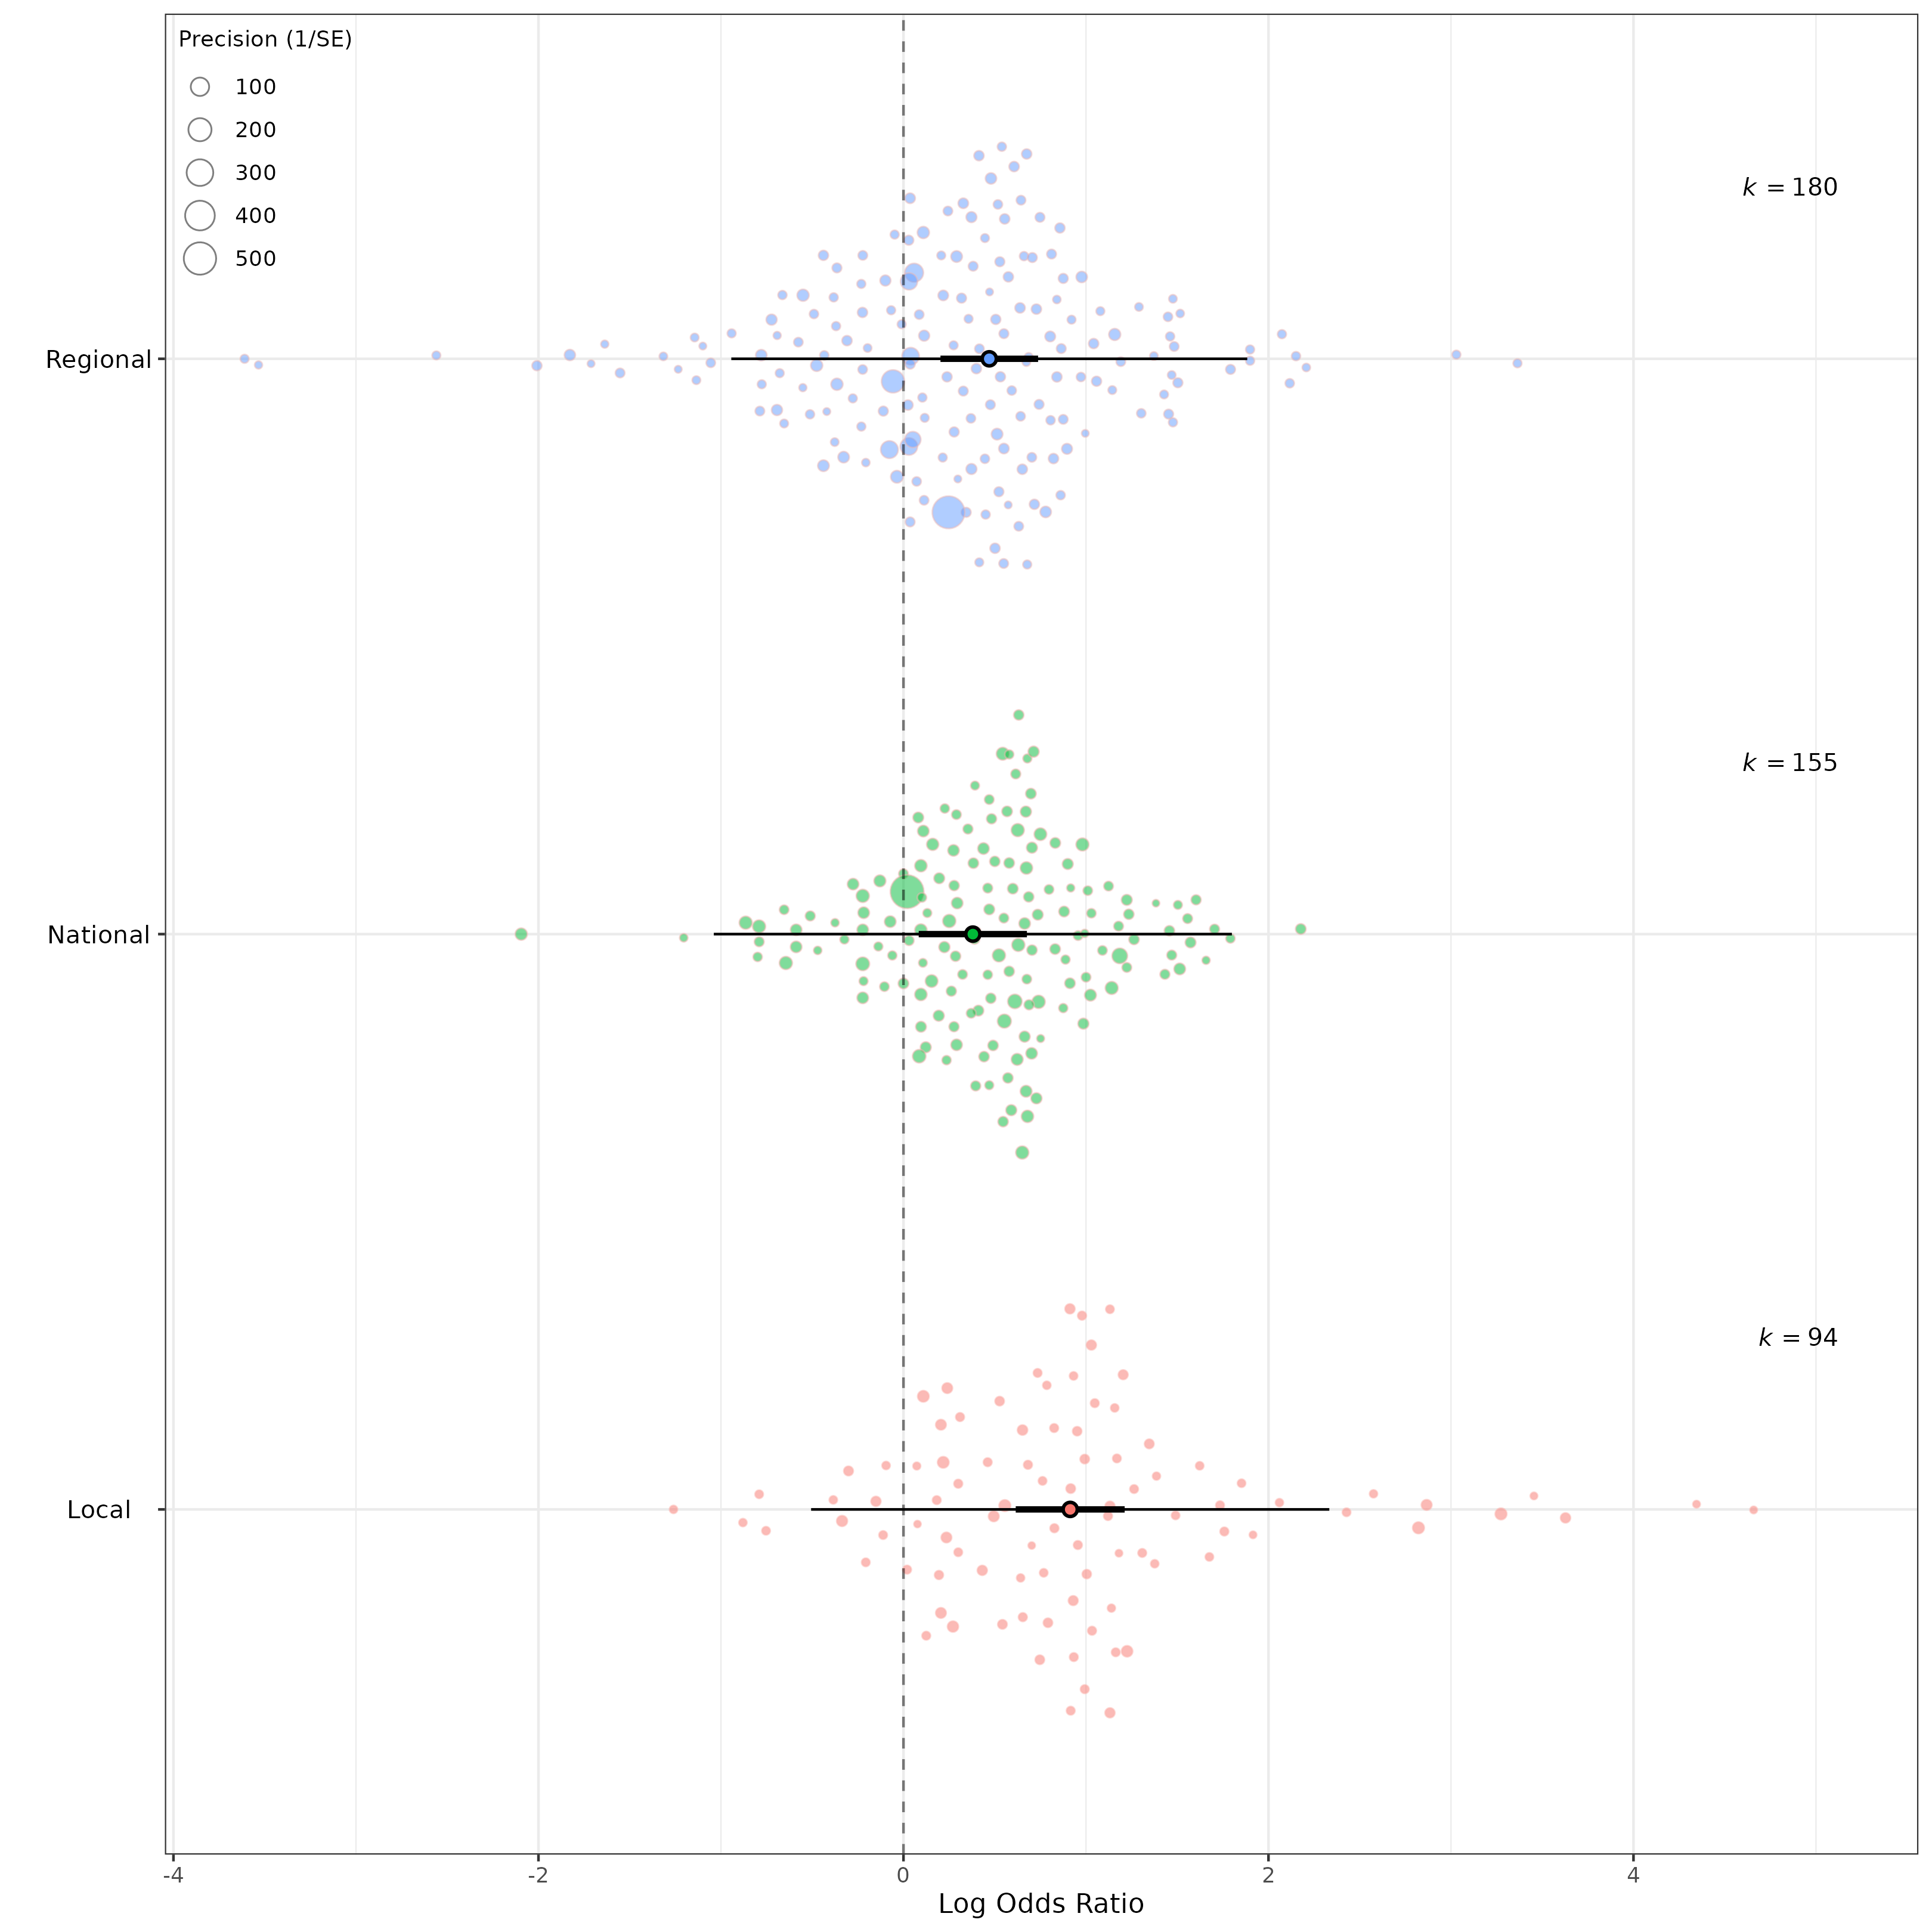 Precision (1/SE)
100
200
300
400
500
k = 180
Regional
k = 155
National
k = 94
Local
-4 -2 0 2 4
Log Odds Ratio